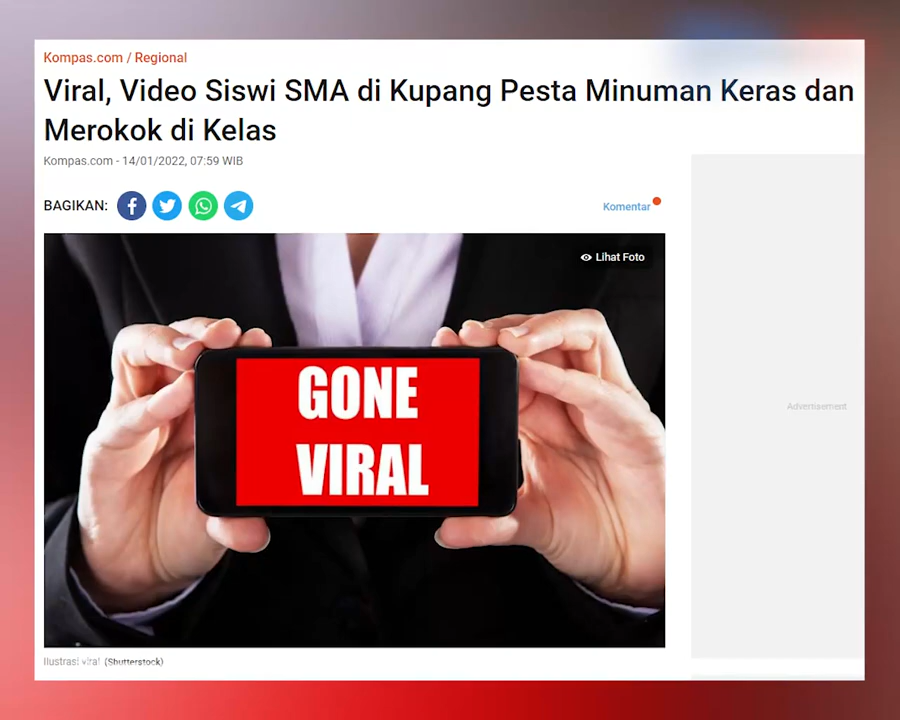 Kompas.com / Regional
Viral, Video Siswi SMA di Kupang Pesta Minuman Keras dan
Merokok di Kelas
Kompas.com - 14/01/2022, 07:59 WIB
BAGIKAN:
Komentar
Lihat Foto
GONE
VIRAL
Advertisement
Ilustrasi viral (Shutterstock)